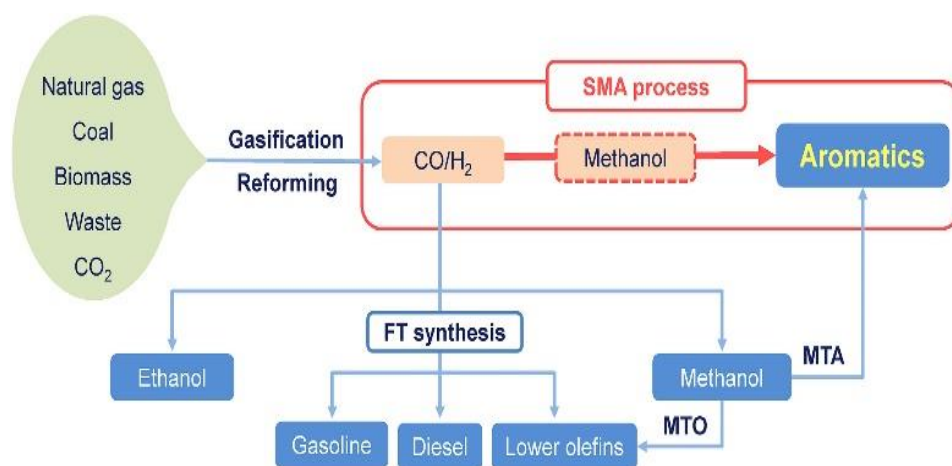 Natural gas
Coal
Biomass
Waste
CO₂
Gasification
Reforming
SMA process
CO/H₂
Methanol
Aromatics
FT synthesis
Ethanol
Methanol
MTA
MTO
Gasoline
Diesel
Lower olefins